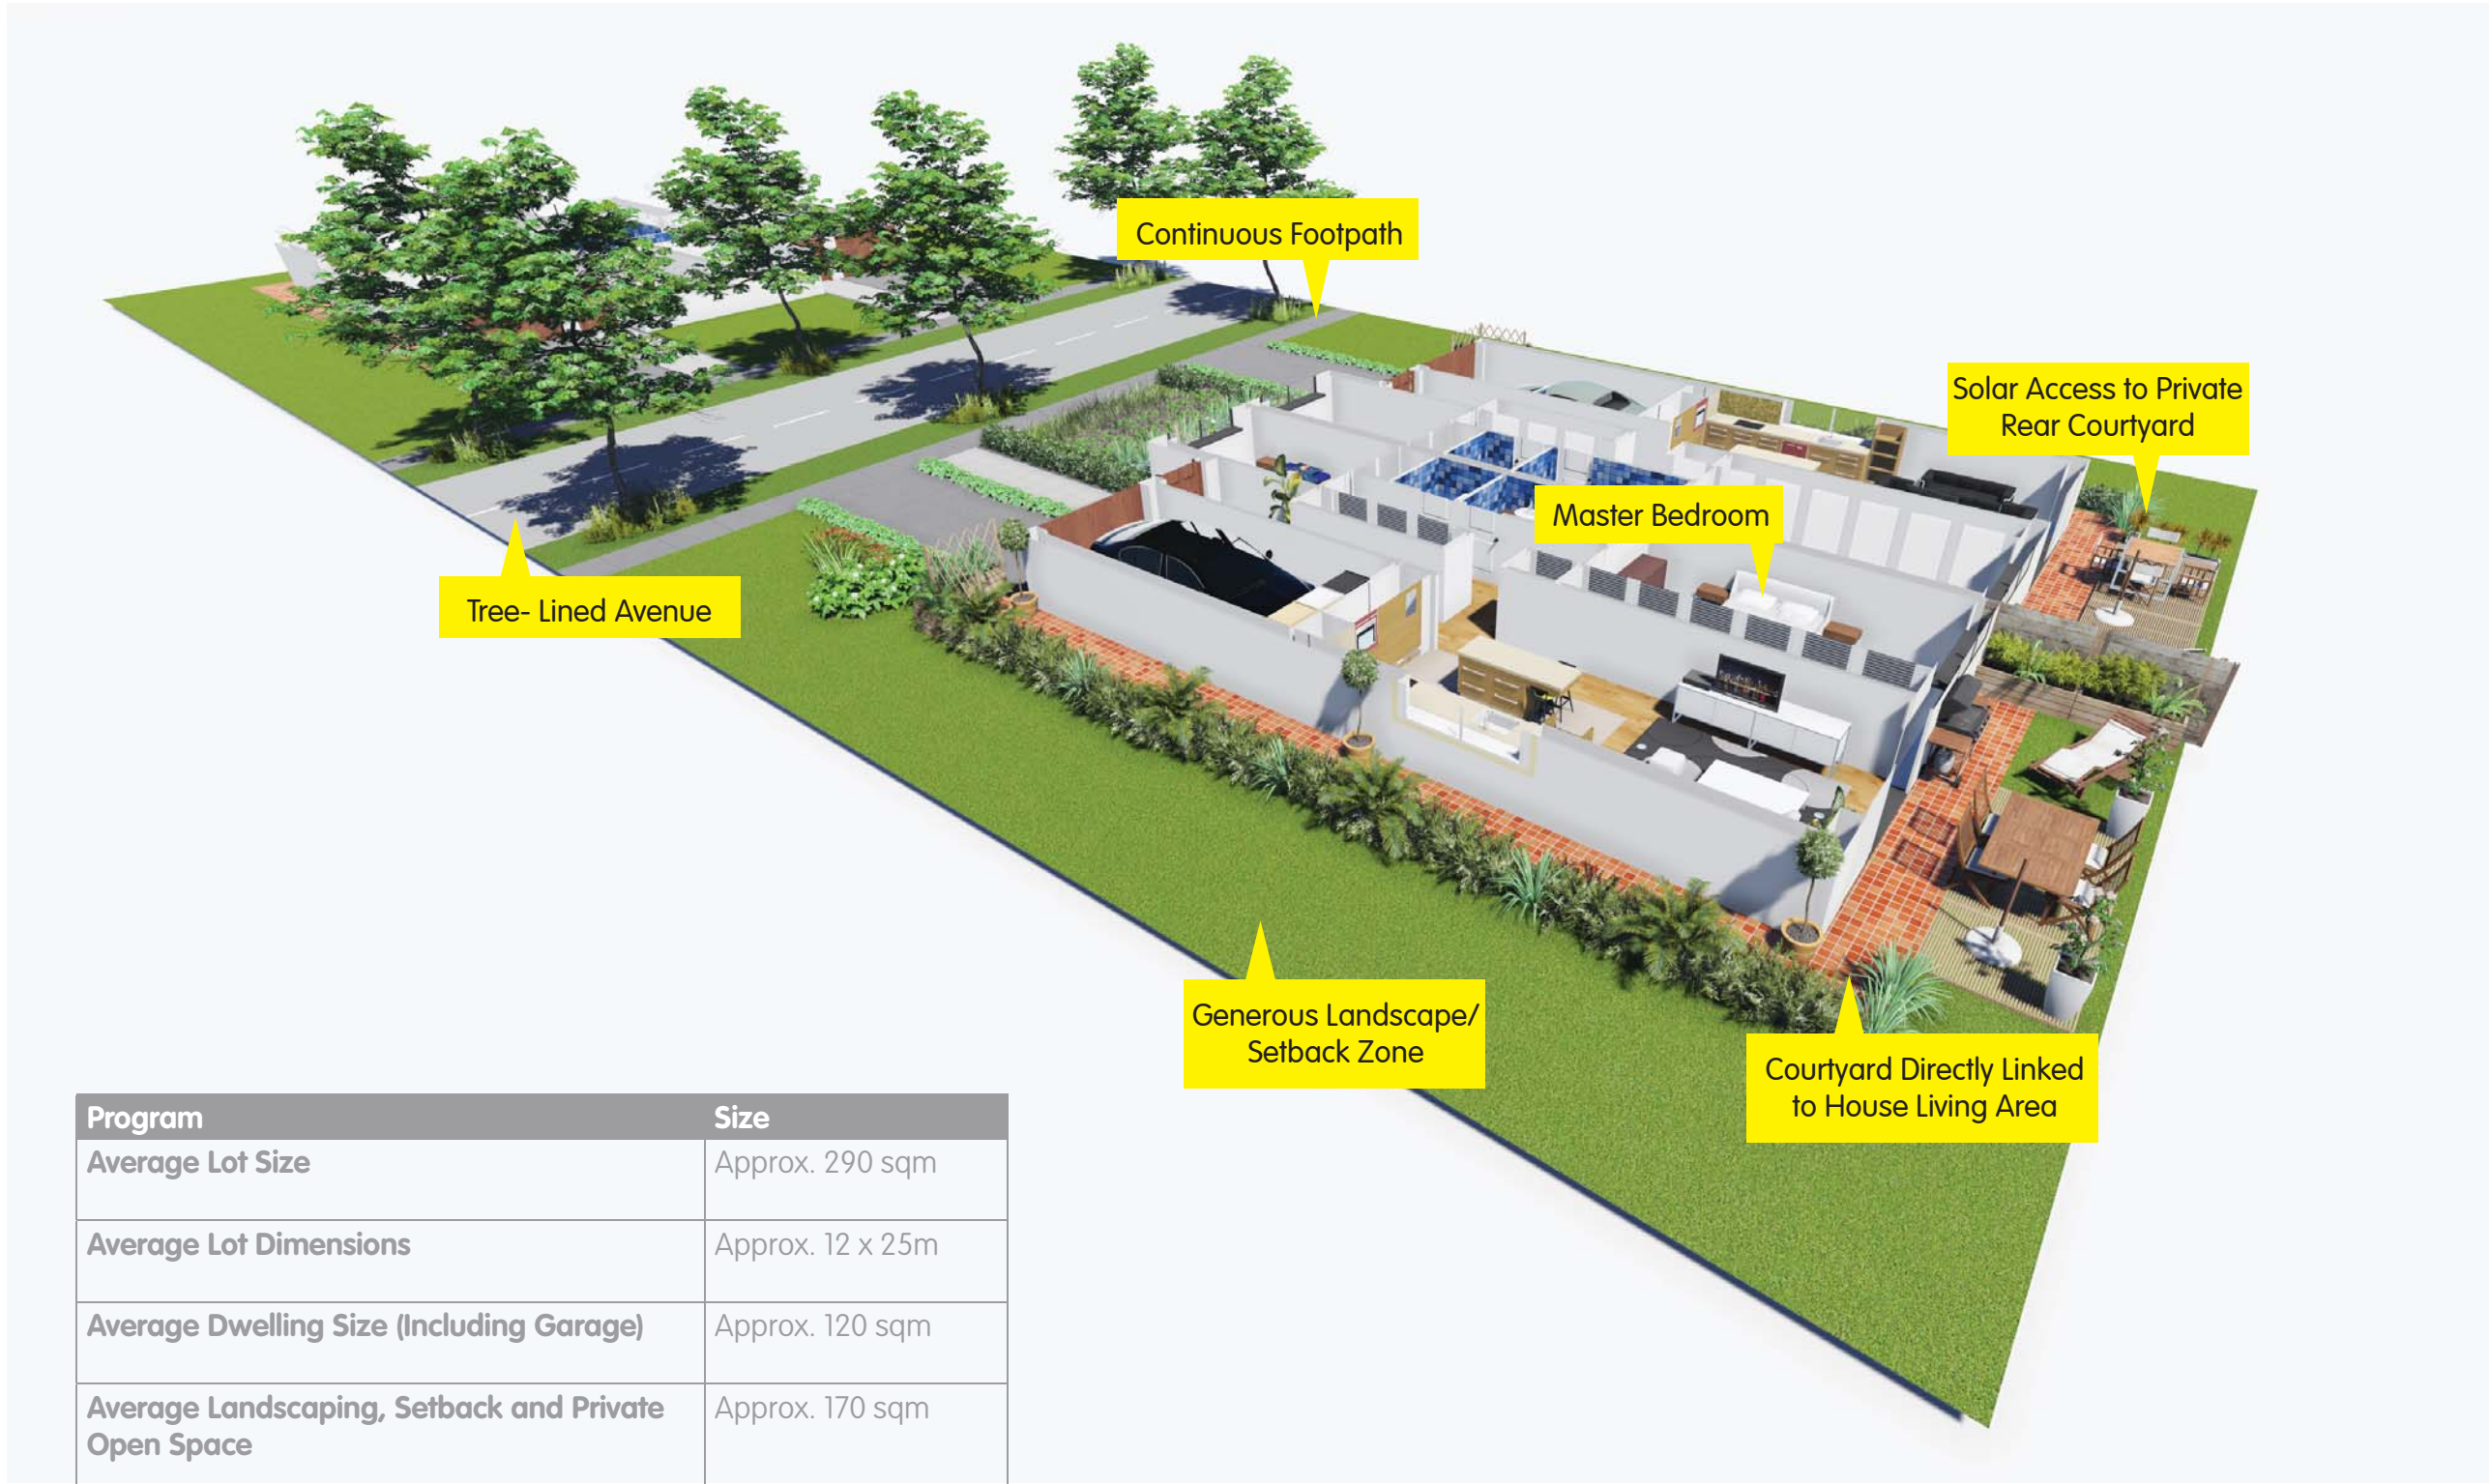 Continuous Footpath
Solar Access to Private
Rear Courtyard
Master Bedroom
Tree- Lined Avenue
Generous Landscape/
Setback Zone
Courtyard Directly Linked
to House Living Area
Program Size
Average Lot Size Approx. 290 sqm
Average Lot Dimensions Approx. 12 x 25m
Average Dwelling Size (Including Garage) Approx. 120 sqm
Average Landscaping, Setback and Private Approx. 170 sqm
Open Space